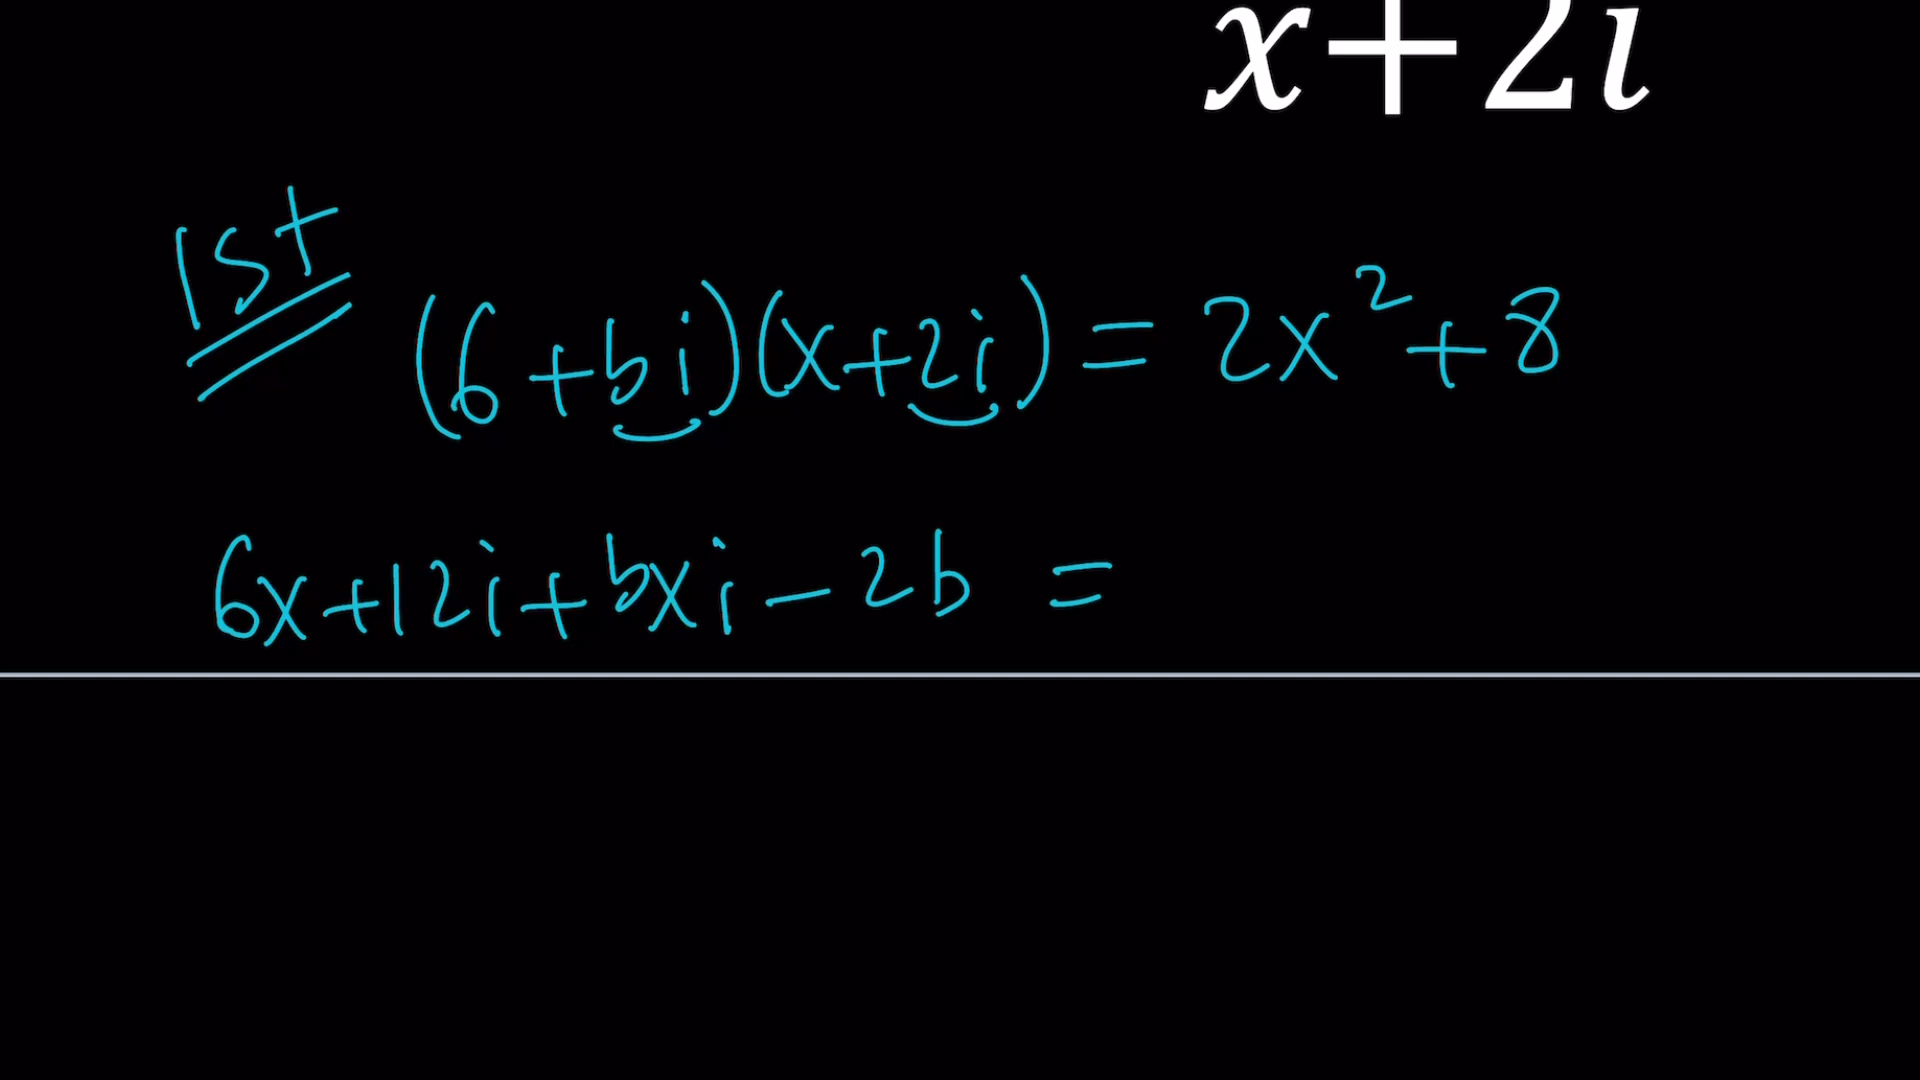 x+2i
1st
(6+bi)(x+2i) = 2x²+8
6x+12i+bxi-2b =